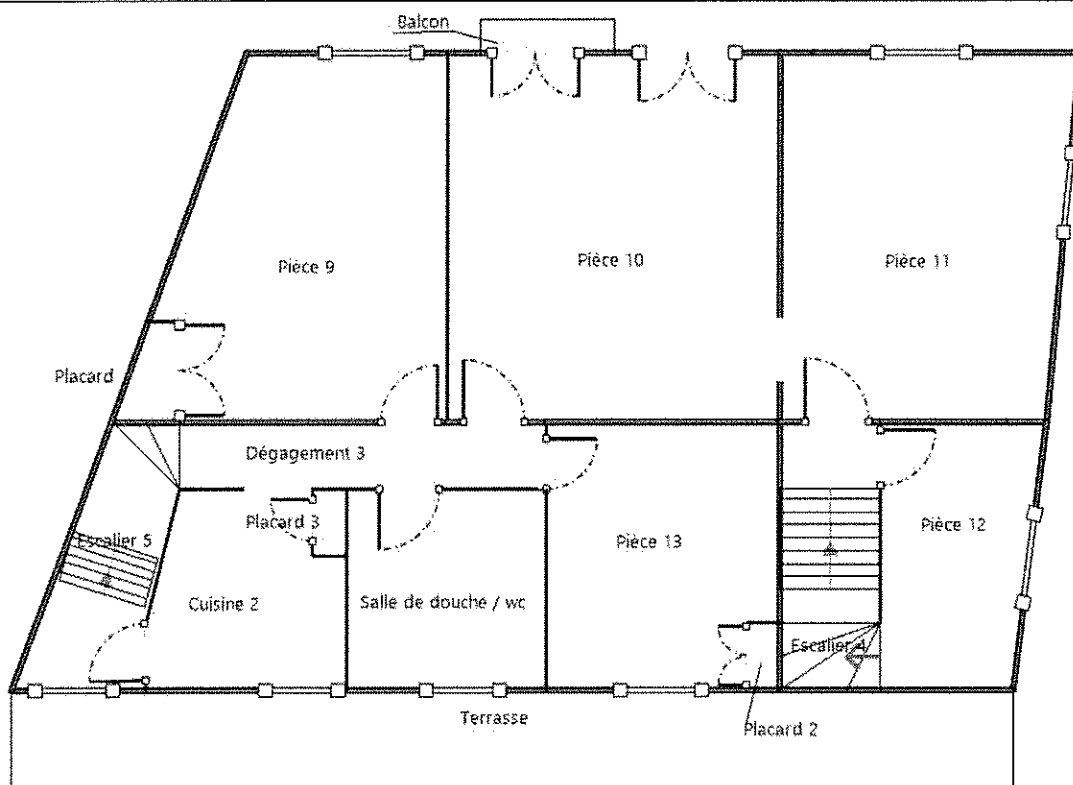 Balcon
Pièce 9
Pièce 10
Pièce 11
Placard
Dégagement 3
Placard 3
Escalier 5
Pièce 13
Pièce 12
Cuisine 2
Salle de douche / wc
Escalier 4
Terrasse
Placard 2